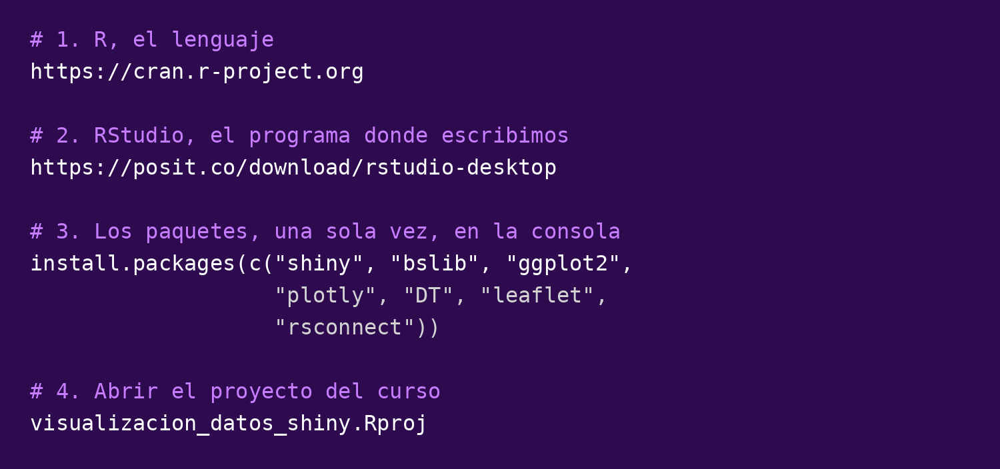 # 1. R, el lenguaje
https://cran.r-project.org
# 2. RStudio, el programa donde escribimos
https://posit.co/download/rstudio-desktop
# 3. Los paquetes, una sola vez, en la consola
install.packages(c("shiny", "bslib", "ggplot2",
"plotly", "DT", "leaflet",
"rsconnect"))
# 4. Abrir el proyecto del curso
visualizacion_datos_shiny.Rproj